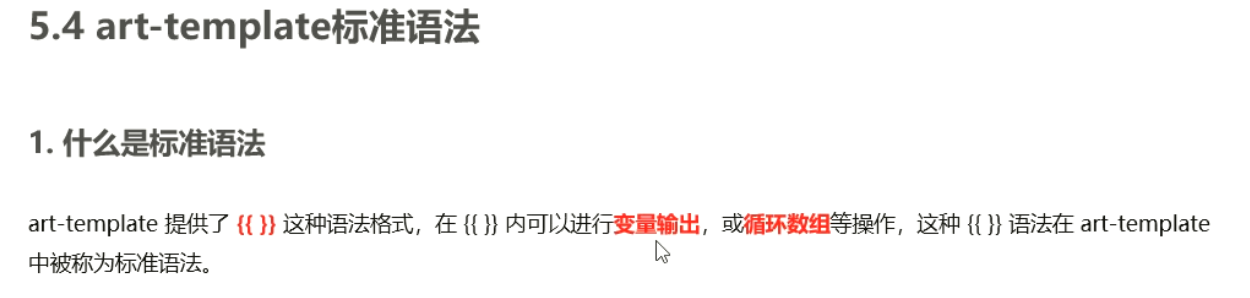 5.4 art-template标准语法
1. 什么是标准语法
art-template 提供了 {{ }} 这种语法格式，在 {{ }} 内可以进行变量输出，或循环数组等操作，这种 {{ }} 语法在 art-template
中被称为标准语法。